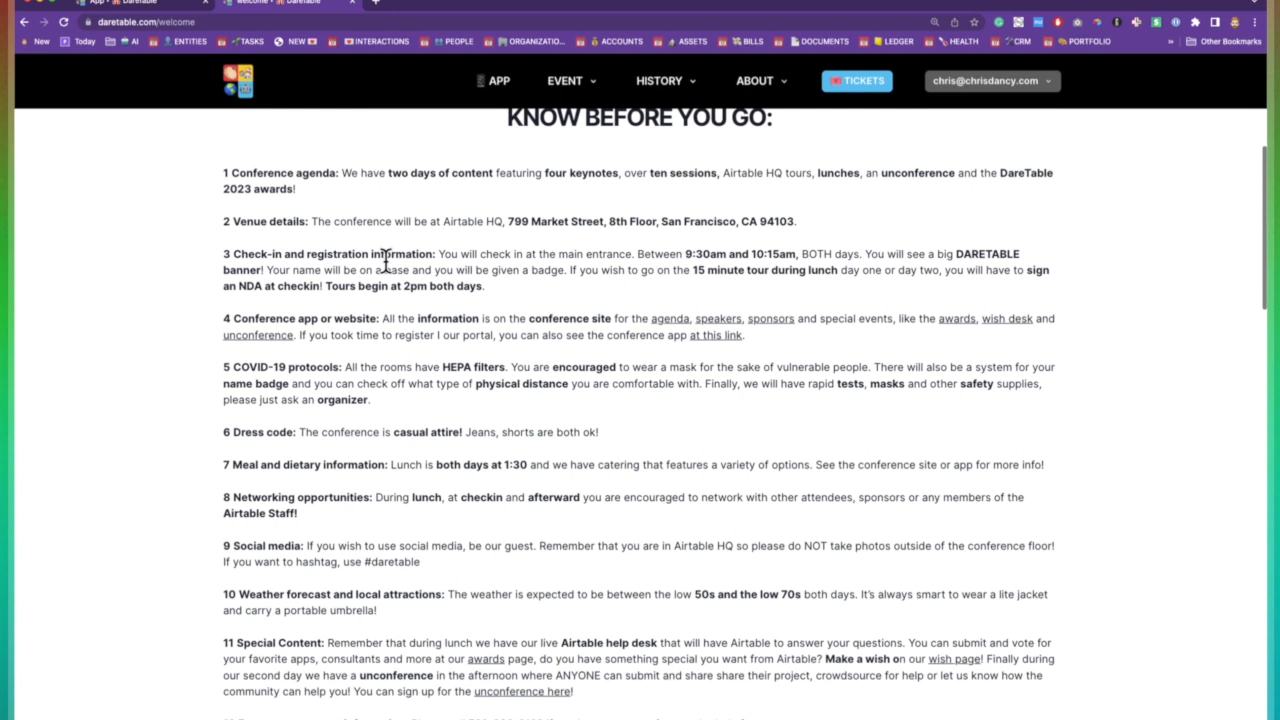 App - Daretable
welcome - Daretable
daretable.com/welcome
New
Today
AI
ENTITIES
TASKS
NEW
INTERACTIONS
PEOPLE
ORGANIZATIO...
ACCOUNTS
ASSETS
BILLS
DOCUMENTS
LEDGER
HEALTH
CRM
PORTFOLIO
»
Other Bookmarks
APP
EVENT
HISTORY
ABOUT
TICKETS
chris@chrisdancy.com
KNOW BEFORE YOU GO:
1 Conference agenda: We have two days of content featuring four keynotes, over ten sessions, Airtable HQ tours, lunches, an unconference and the DareTable
2023 awards!
2 Venue details: The conference will be at Airtable HQ, 799 Market Street, 8th Floor, San Francisco, CA 94103.
3 Check-in and registration information: You will check in at the main entrance. Between 9:30am and 10:15am, BOTH days. You will see a big DARETABLE
banner! Your name will be on a case and you will be given a badge. If you wish to go on the 15 minute tour during lunch day one or day two, you will have to sign
an NDA at checkin! Tours begin at 2pm both days.
4 Conference app or website: All the information is on the conference site for the agenda, speakers, sponsors and special events, like the awards, wish desk and
unconference. If you took time to register I our portal, you can also see the conference app at this link.
5 COVID-19 protocols: All the rooms have HEPA filters. You are encouraged to wear a mask for the sake of vulnerable people. There will also be a system for your
name badge and you can check off what type of physical distance you are comfortable with. Finally, we will have rapid tests, masks and other safety supplies,
please just ask an organizer.
6 Dress code: The conference is casual attire! Jeans, shorts are both ok!
7 Meal and dietary information: Lunch is both days at 1:30 and we have catering that features a variety of options. See the conference site or app for more info!
8 Networking opportunities: During lunch, at checkin and afterward you are encouraged to network with other attendees, sponsors or any members of the
Airtable Staff!
9 Social media: If you wish to use social media, be our guest. Remember that you are in Airtable HQ so please do NOT take photos outside of the conference floor!
If you want to hashtag, use #daretable
10 Weather forecast and local attractions: The weather is expected to be between the low 50s and the low 70s both days. It's always smart to wear a lite jacket
and carry a portable umbrella!
11 Special Content: Remember that during lunch we have our live Airtable help desk that will have Airtable to answer your questions. You can submit and vote for
your favorite apps, consultants and more at our awards page, do you have something special you want from Airtable? Make a wish on our wish page! Finally during
our second day we have a unconference in the afternoon where ANYONE can submit and share share their project, crowdsource for help or let us know how the
community can help you! You can sign up for the unconference here!